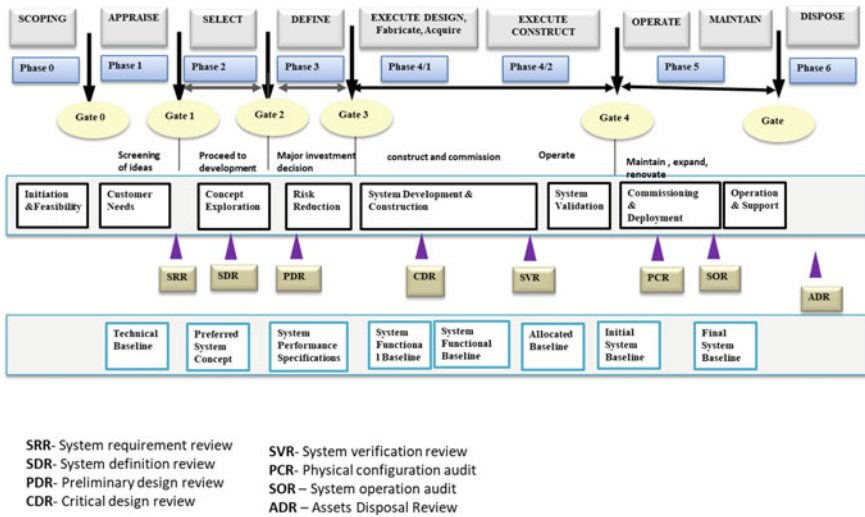 SCOPING
APPRAISE
SELECT
DEFINE
EXECUTE DESIGN,
Fabricate, Acquire
EXECUTE
CONSTRUCT
OPERATE
MAINTAIN
DISPOSE
Phase 0
Phase 1
Phase 2
Phase 3
Phase 4/1
Phase 4/2
Phase 5
Phase 6
Gate 0
Gate 1
Gate 2
Gate 3
Gate 4
Gate
Screening
of ideas
Proceed to
development
Major investment
decision
construct and commission
Operate
Maintain , expand,
renovate
Initiation
&Feasibility
Customer
Needs
Concept
Exploration
Risk
Reduction
System Development &
Construction
System
Validation
Commissioning
&
Deployment
Operation
& Support
SRR
SDR
PDR
CDR
SVR
PCR
SOR
ADR
Technical
Baseline
Preferred
System
Concept
System
Performance
Specifications
System
Functiona
l Baseline
System
Functional
Baseline
Allocated
Baseline
Initial
System
Baseline
Final
System
Baseline
SRR- System requirement review
SDR- System definition review
PDR- Preliminary design review
CDR- Critical design review
SVR- System verification review
PCR- Physical configuration audit
SOR – System operation audit
ADR – Assets Disposal Review